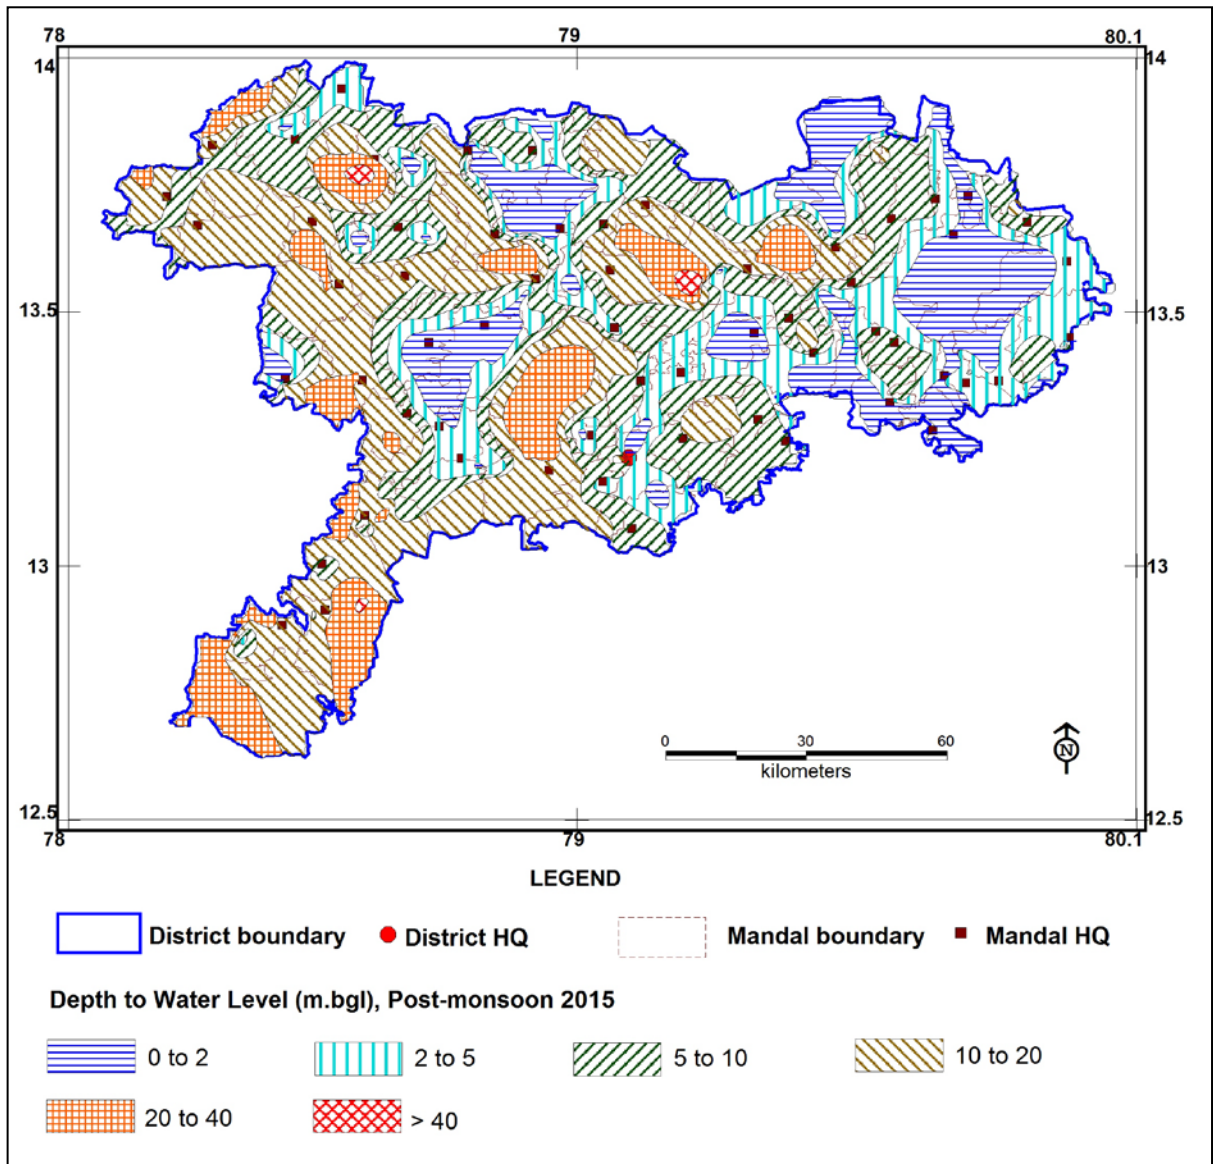 78 79 80.1
14 14
13.5 13.5
13 13
0 30 60
kilometers
N
12.5 12.5
78 79 80.1
LEGEND
District boundary District HQ Mandal boundary Mandal HQ
Depth to Water Level (m.bgl), Post-monsoon 2015
0 to 2 2 to 5 5 to 10 10 to 20
20 to 40 > 40